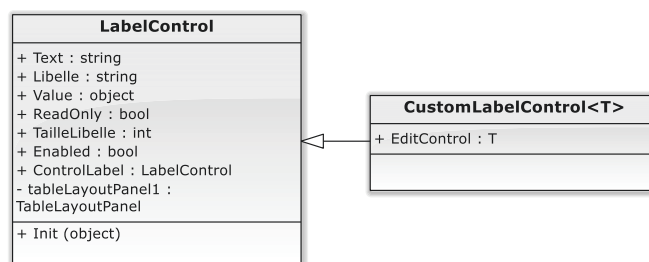 LabelControl
+ Text : string
+ Libelle : string
+ Value : object
+ ReadOnly : bool
+ TailleLibelle : int
+ Enabled : bool
+ ControlLabel : LabelControl
- tableLayoutPanel1 :
TableLayoutPanel
+ Init (object)
CustomLabelControl<T>
+ EditControl : T